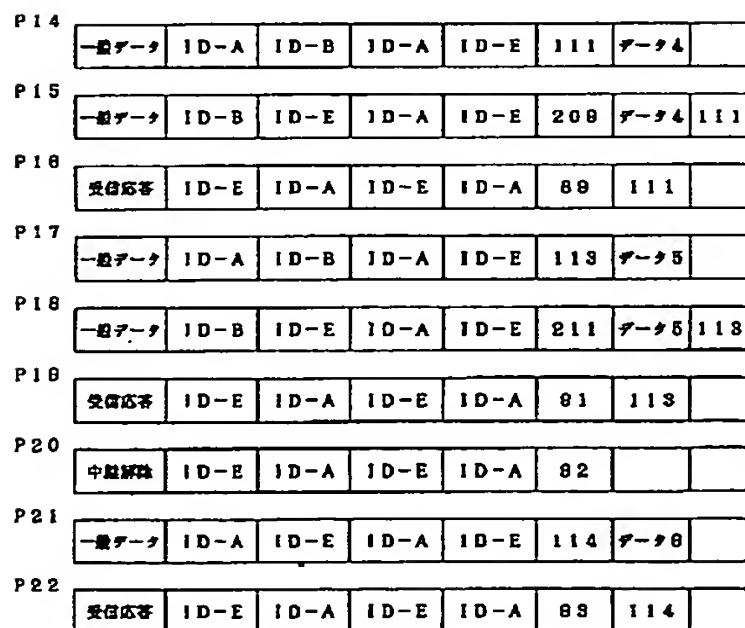 P14
一般データ ID-A ID-B ID-A ID-E 111 データ4
P15
一般データ ID-B ID-E ID-A ID-E 209 データ4 111
P16
受信応答 ID-E ID-A ID-E ID-A 89 111
P17
一般データ ID-A ID-B ID-A ID-E 113 データ5
P18
一般データ ID-B ID-E ID-A ID-E 211 データ5 113
P19
受信応答 ID-E ID-A ID-E ID-A 91 113
P20
中継解除 ID-E ID-A ID-E ID-A 92
P21
一般データ ID-A ID-E ID-A ID-E 114 データ6
P22
受信応答 ID-E ID-A ID-E ID-A 93 114